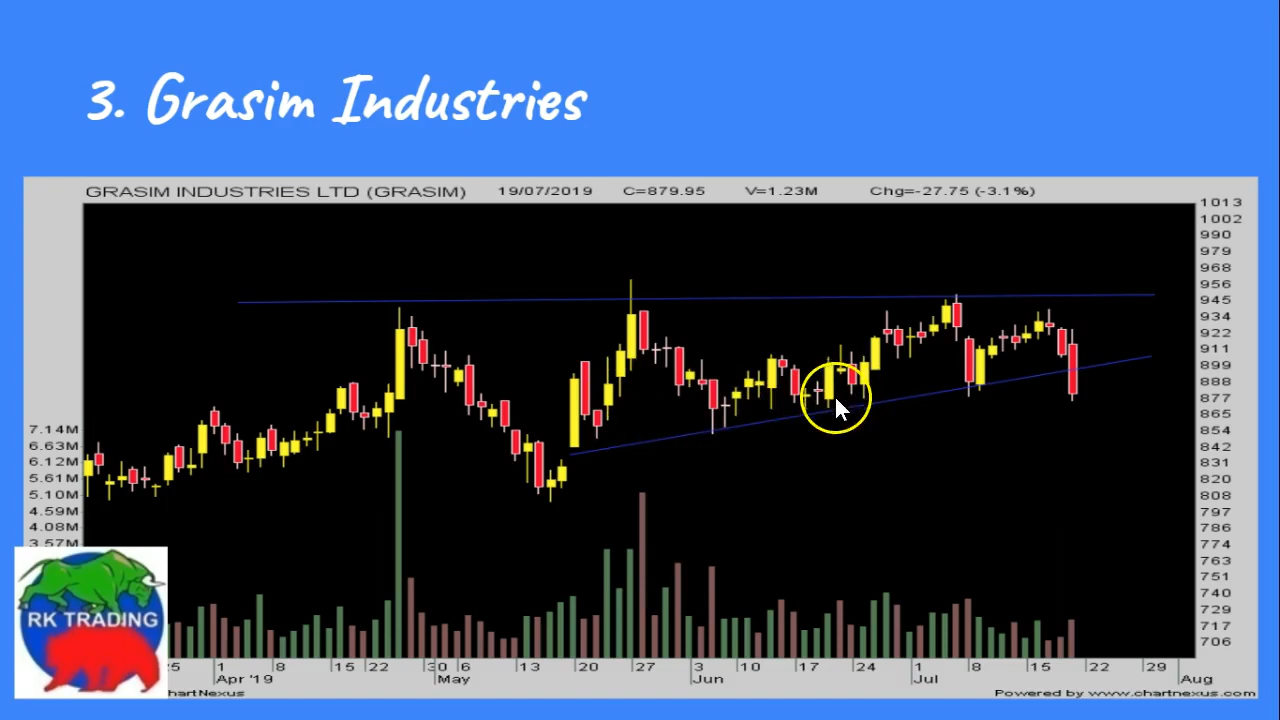 3. Grasim Industries
GRASIM INDUSTRIES LTD (GRASIM) 19/07/2019 C=879.95 V=1.23M Chg=-27.75 (-3.1%)
1013
1002
990
979
968
956
945
934
922
911
899
888
877
865
854
842
831
820
808
797
786
774
763
751
740
729
717
706
7.14M
6.63M
6.12M
5.61M
5.10M
4.59M
4.08M
3.57M
RK TRADING
25 1 8 15 22 30 6 13 20 27 3 10 17 24 1 8 15 22 29
Apr '19 May Jun Jul Aug
hartNexus Powered by www.chartnexus.com